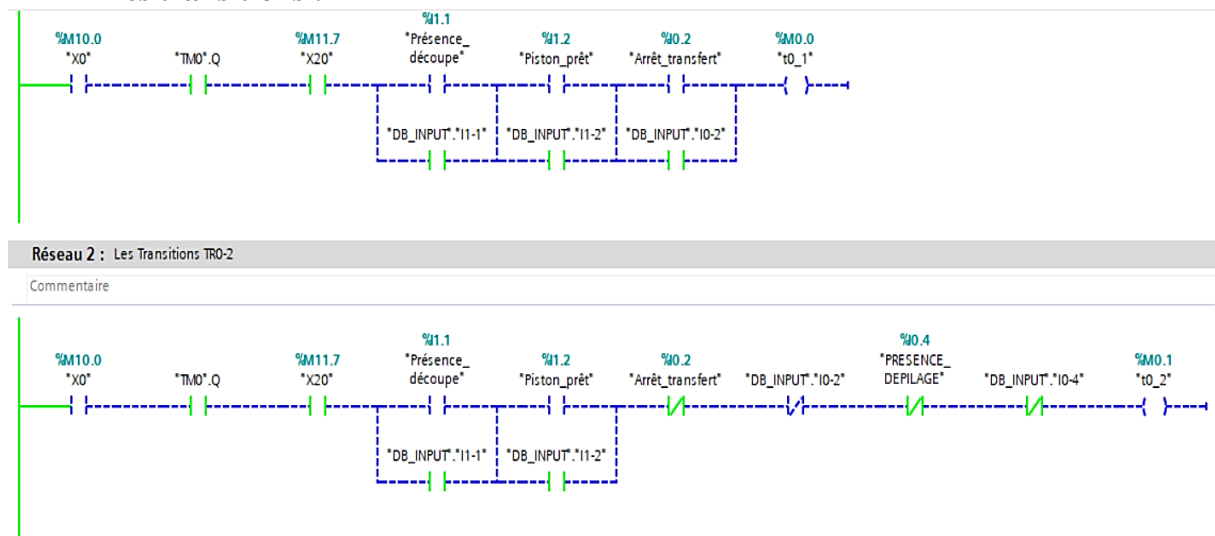 %I1.1
%M10.0 %M11.7 "Présence_ %I1.2 %I0.2 %M0.0
"X0" "TM0".Q "X20" découpe" "Piston_prêt" "Arrêt_transfert" "t0_1"
"DB_INPUT"."I1-1" "DB_INPUT"."I1-2" "DB_INPUT"."I0-2"
Réseau 2 : Les Transitions TR0-2
Commentaire
%I1.1 %I0.4
%M10.0 %M11.7 "Présence_ %I1.2 %I0.2 "PRESENCE_ %M0.1
"X0" "TM0".Q "X20" découpe" "Piston_prêt" "Arrêt_transfert" "DB_INPUT"."I0-2" DEPILAGE" "DB_INPUT"."I0-4" "t0_2"
"DB_INPUT"."I1-1" "DB_INPUT"."I1-2"